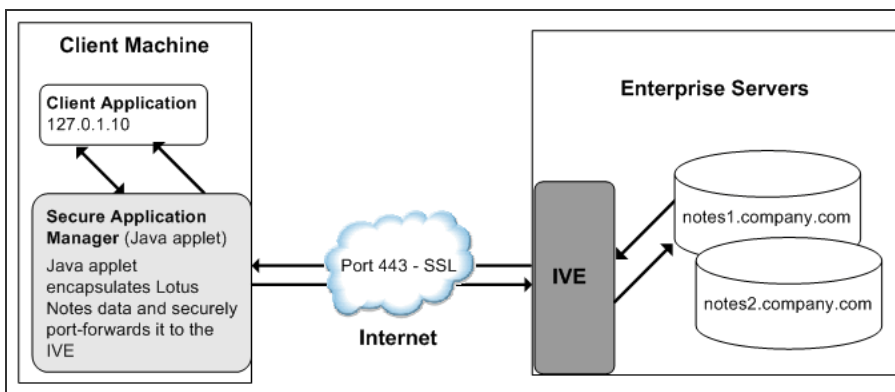 Client Machine
Client Application
127.0.1.10
Secure Application
Manager (Java applet)
Java applet
encapsulates Lotus
Notes data and securely
port-forwards it to the
IVE
Port 443 - SSL
Internet
Enterprise Servers
IVE
notes1.company.com
notes2.company.com